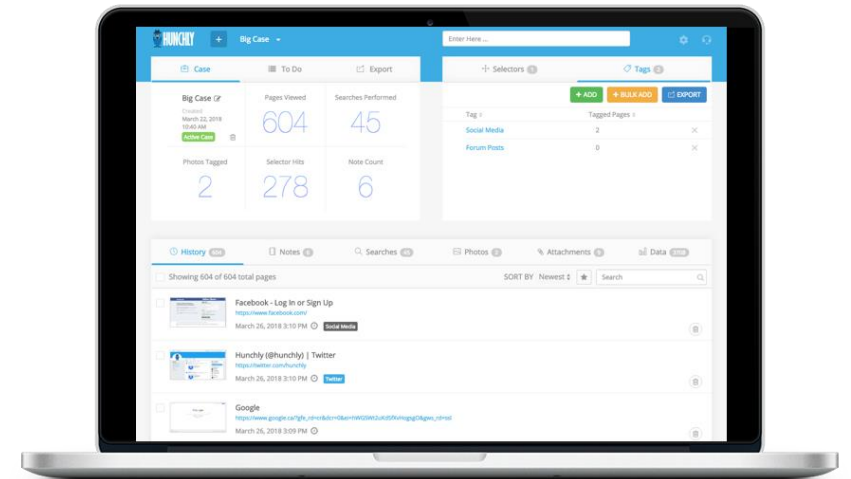 HUNCHLY + Big Case Enter Here ...
Case To Do Export
Selectors Tags
Big Case
Created
March 22, 2018
10:40 AM
Active Case
Pages Viewed
604
Searches Performed
45
Photos Tagged
2
Selector Hits
278
Note Count
6
+ ADD + BULK ADD EXPORT
Tag Tagged Pages
Social Media 2
Forum Posts 0
History 604 Notes Searches 45 Photos Attachments Data
Showing 604 of 604 total pages SORT BY Newest Search
Facebook - Log In or Sign Up
https://www.facebook.com/
March 26, 2018 3:10 PM Social Media
Hunchly (@hunchly) | Twitter
https://twitter.com/hunchly
March 26, 2018 3:10 PM Twitter
Google
March 26, 2018 3:09 PM